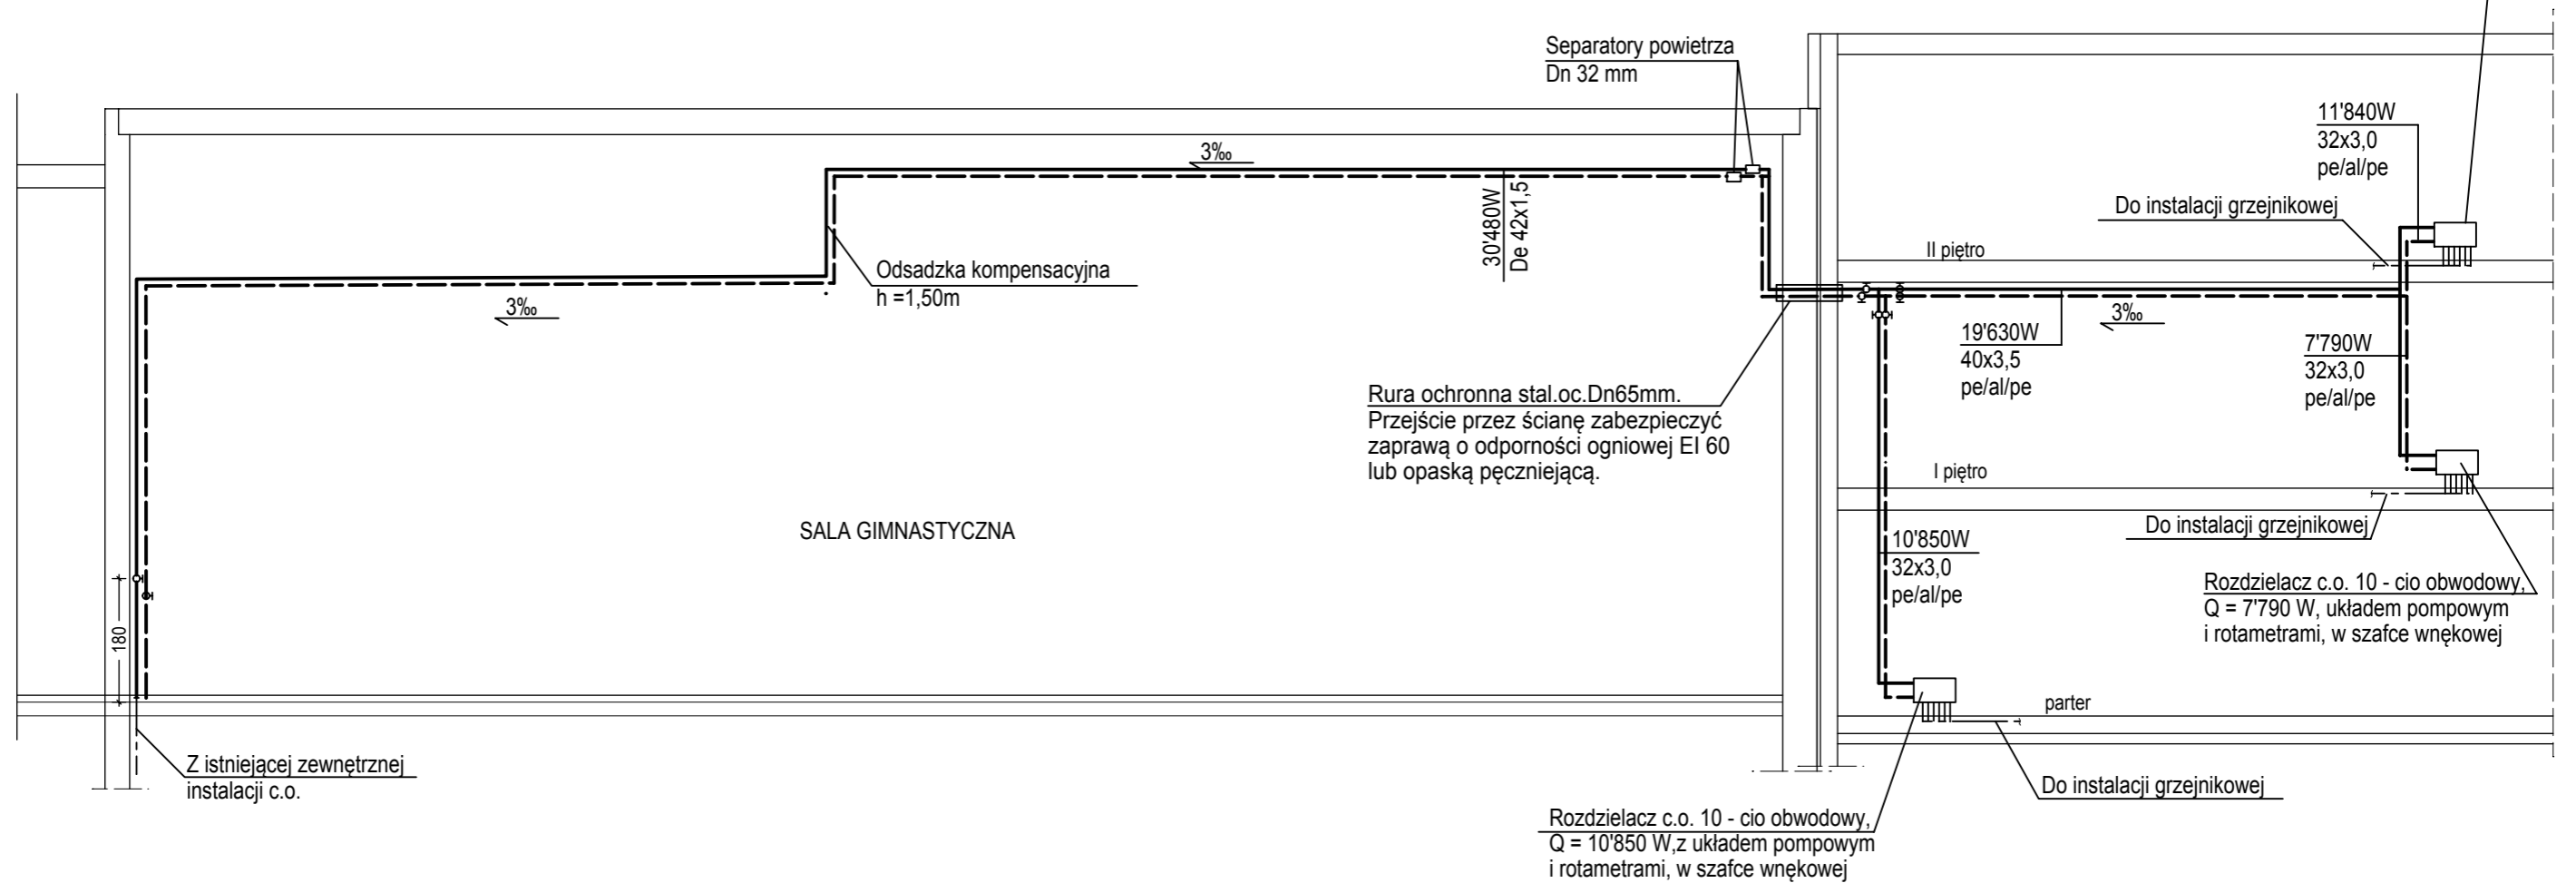 Separatory powietrza
Dn 32 mm
11'840W
32x3,0
pe/al/pe
3‰
30'480W
De 42x1,5
Do instalacji grzejnikowej
II piętro
Odsadzka kompensacyjna
h =1,50m
3‰
3‰
19'630W
40x3,5
pe/al/pe
7'790W
32x3,0
pe/al/pe
Rura ochronna stal.oc.Dn65mm.
Przejście przez ścianę zabezpieczyć
zaprawą o odporności ogniowej EI 60
lub opaską pęczniejącą.
I piętro
SALA GIMNASTYCZNA
Do instalacji grzejnikowej
10'850W
32x3,0
pe/al/pe
Rozdzielacz c.o. 10 - cio obwodowy,
Q = 7'790 W, układem pompowym
i rotametrami, w szafce wnękowej
180
parter
Z istniejącej zewnętrznej
instalacji c.o.
Do instalacji grzejnikowej
Rozdzielacz c.o. 10 - cio obwodowy,
Q = 10'850 W,z układem pompowym
i rotametrami, w szafce wnękowej